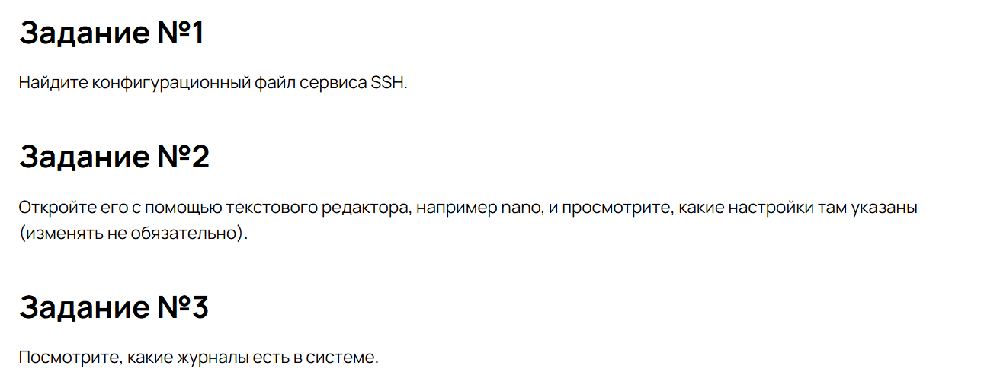 Задание №1
Найдите конфигурационный файл сервиса SSH.
Задание №2
Откройте его с помощью текстового редактора, например nano, и просмотрите, какие настройки там указаны
(изменять не обязательно).
Задание №3
Посмотрите, какие журналы есть в системе.